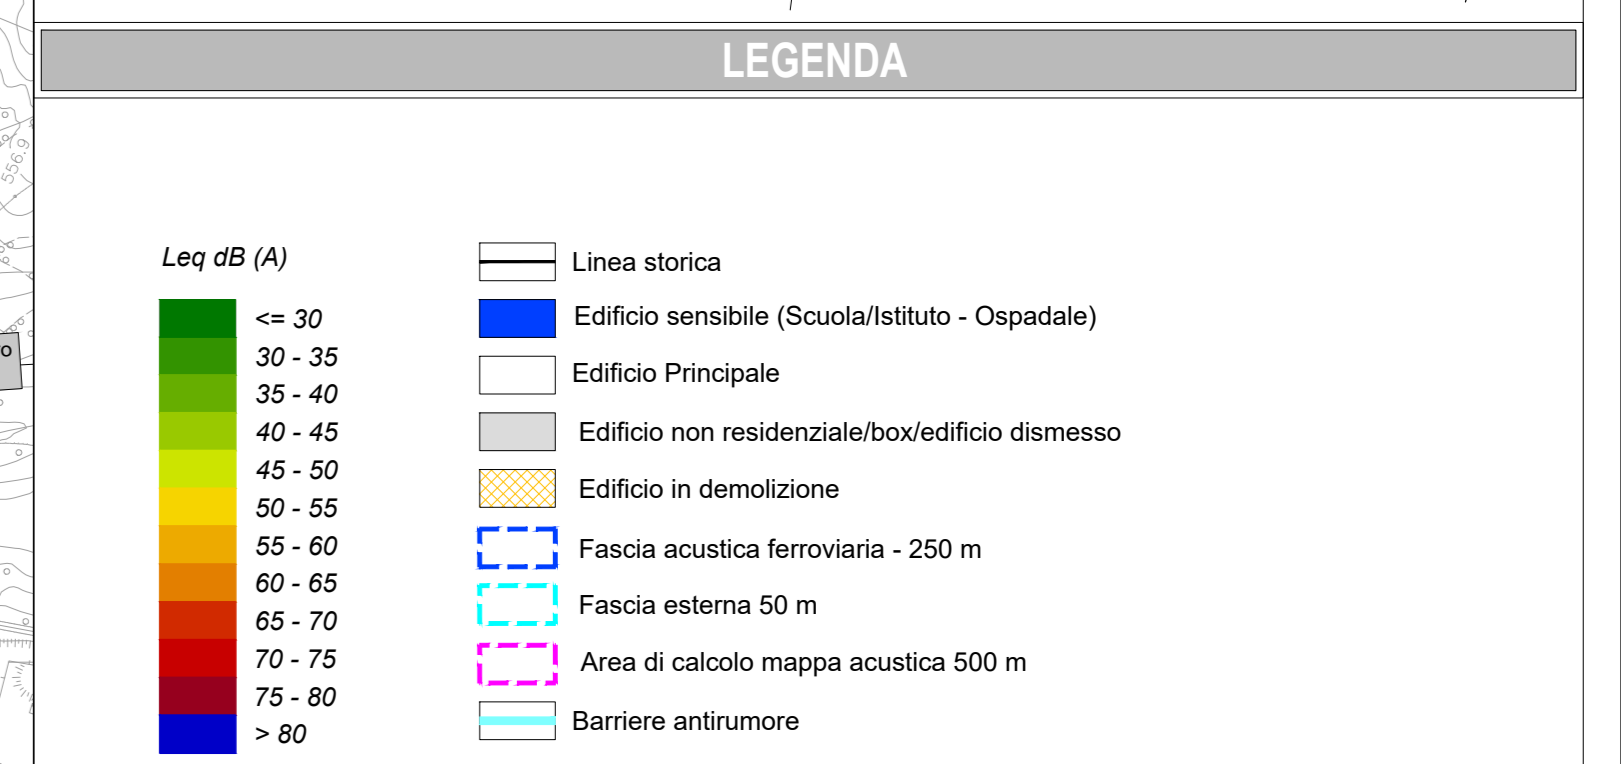 LEGENDA
556.9
ro
Leq dB (A)
<= 30
30 - 35
35 - 40
40 - 45
45 - 50
50 - 55
55 - 60
60 - 65
65 - 70
70 - 75
75 - 80
> 80
Linea storica
Edificio sensibile (Scuola/Istituto - Ospadale)
Edificio Principale
Edificio non residenziale/box/edificio dismesso
Edificio in demolizione
Fascia acustica ferroviaria - 250 m
Fascia esterna 50 m
Area di calcolo mappa acustica 500 m
Barriere antirumore